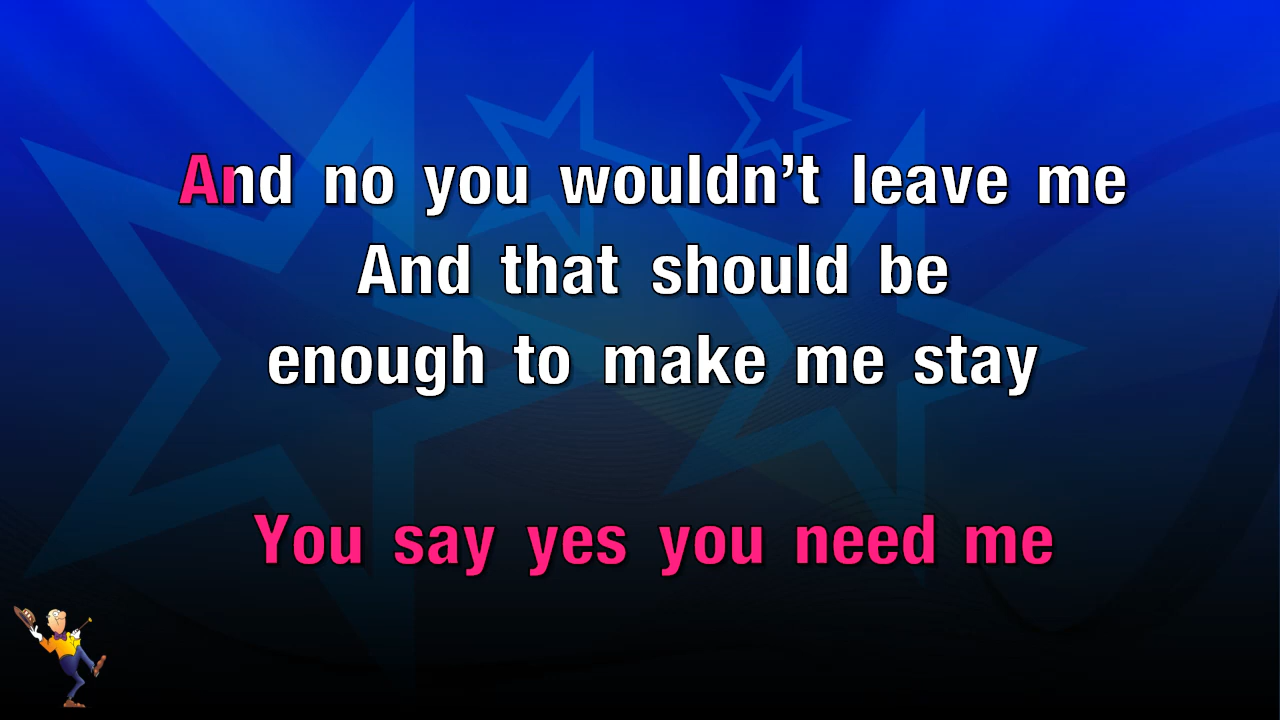 And no you wouldn’t leave me
And that should be
enough to make me stay
You say yes you need me